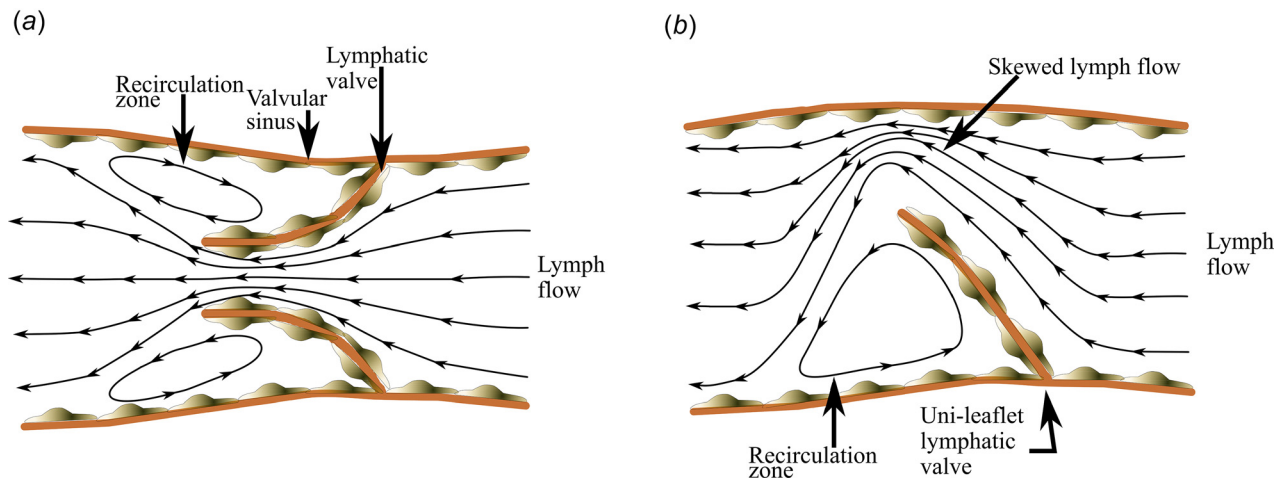 (a)
Recirculation
zone
Valvular
sinus
Lymphatic
valve
Lymph
flow
(b)
Skewed lymph flow
Lymph
flow
Recirculation
zone
Uni-leaflet
lymphatic
valve